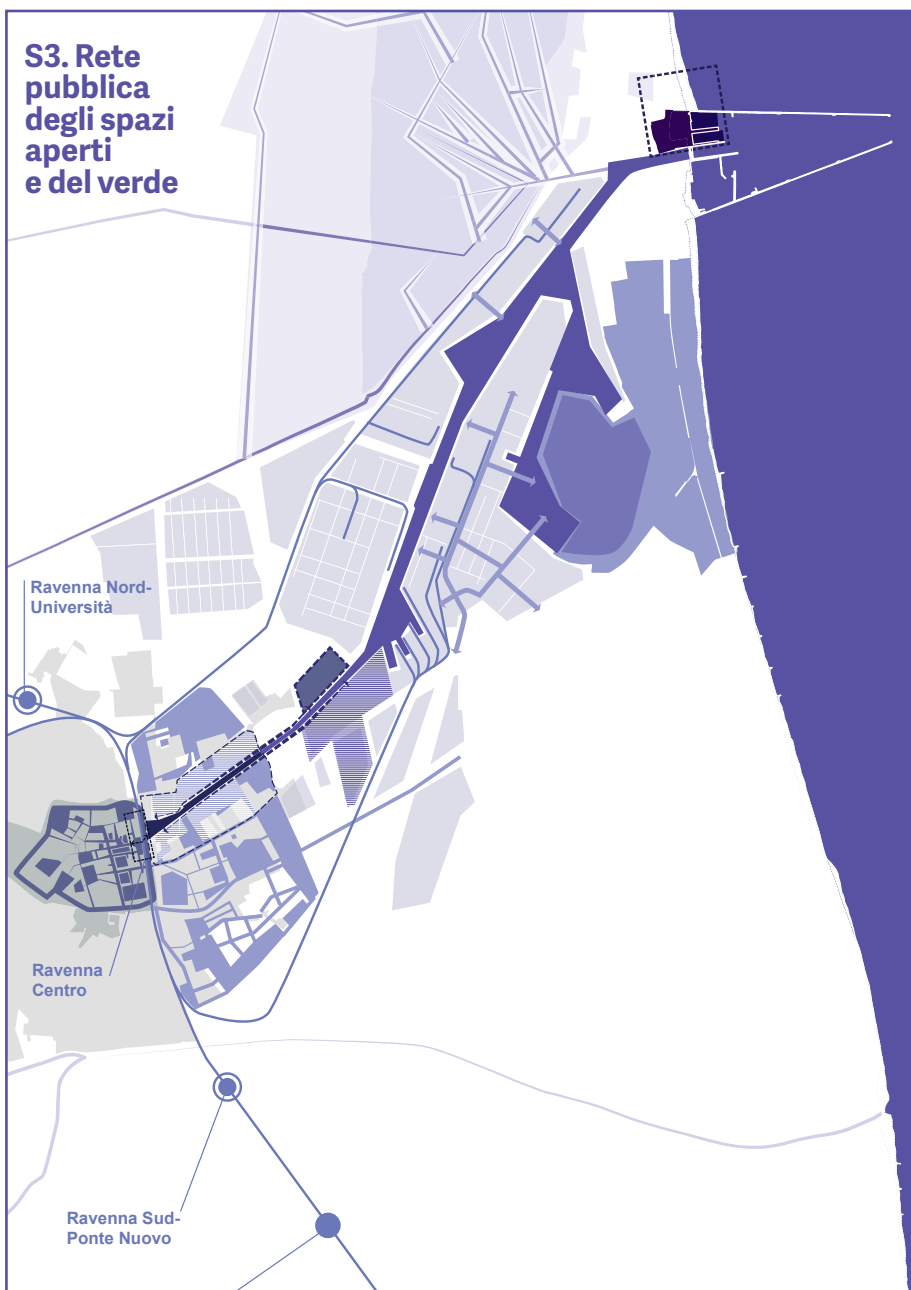 S3. Rete
pubblica
degli spazi
aperti
e del verde
Ravenna Nord-
Università
Ravenna
Centro
Ravenna Sud-
Ponte Nuovo